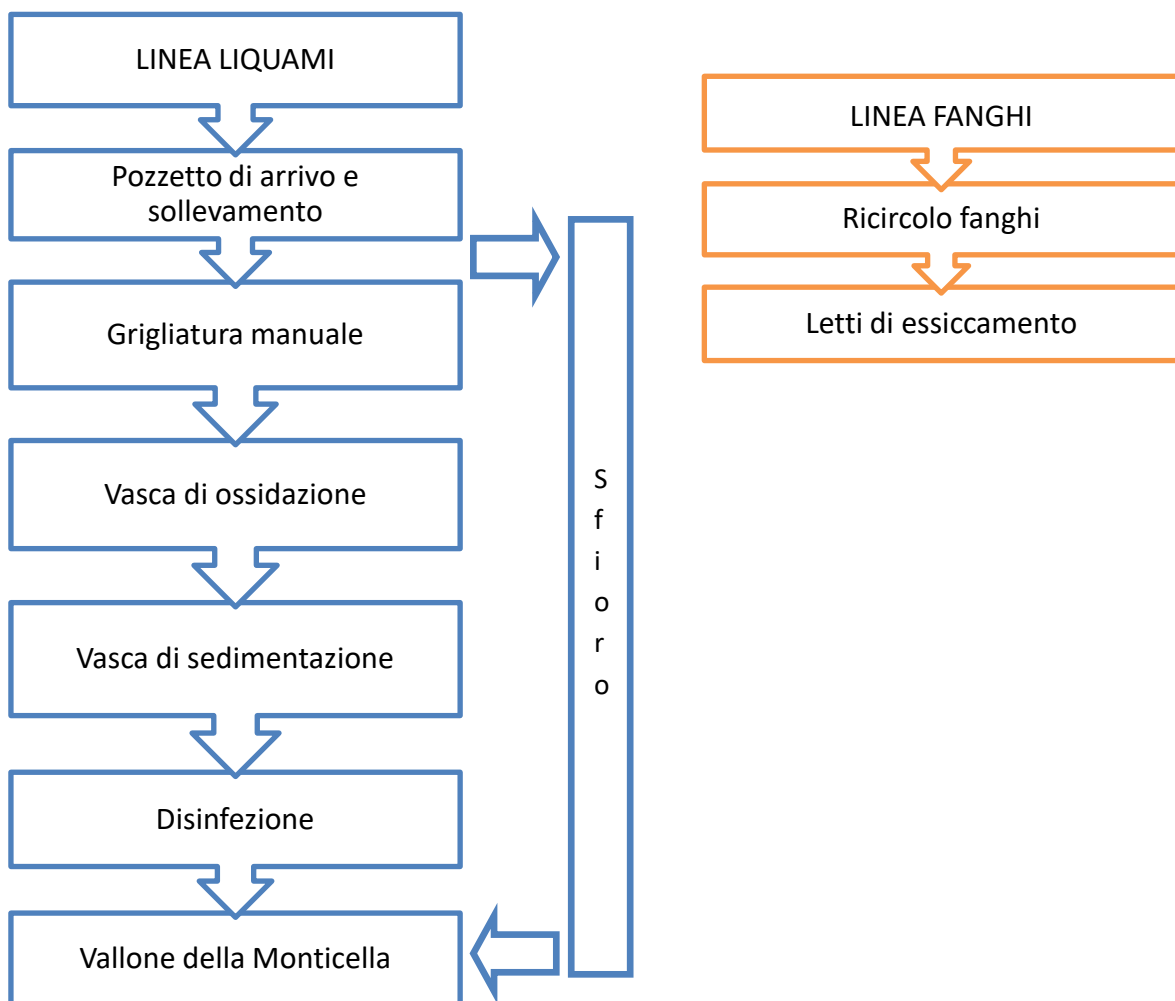 LINEA LIQUAMI
Pozzetto di arrivo e
sollevamento
Grigliatura manuale
Vasca di ossidazione
Vasca di sedimentazione
Disinfezione
Vallone della Monticella
S
f
i
o
r
o
LINEA FANGHI
Ricircolo fanghi
Letti di essiccamento